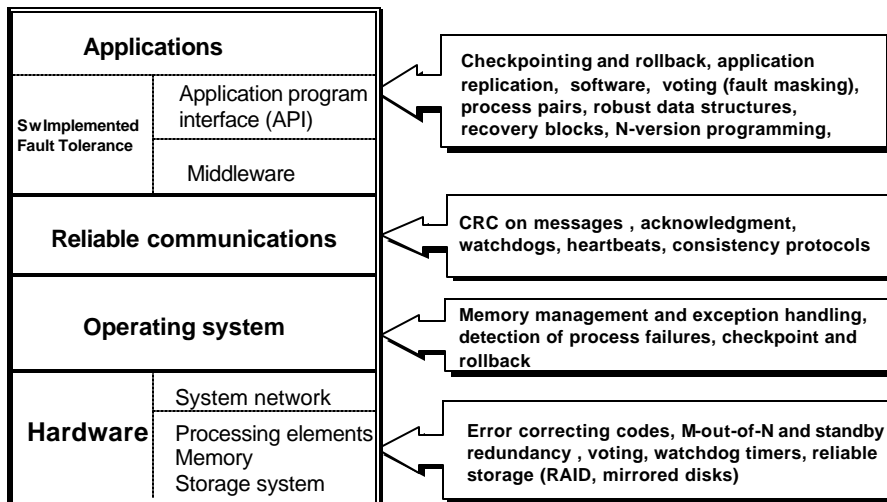 Applications
Sw Implemented
Fault Tolerance
Application program
interface (API)
Middleware
Checkpointing and rollback, application
replication, software, voting (fault masking),
process pairs, robust data structures,
recovery blocks, N-version programming,
Reliable communications
CRC on messages , acknowledgment,
watchdogs, heartbeats, consistency protocols
Operating system
Memory management and exception handling,
detection of process failures, checkpoint and
rollback
Hardware
System network
Processing elements
Memory
Storage system
Error correcting codes, M-out-of-N and standby
redundancy , voting, watchdog timers, reliable
storage (RAID, mirrored disks)